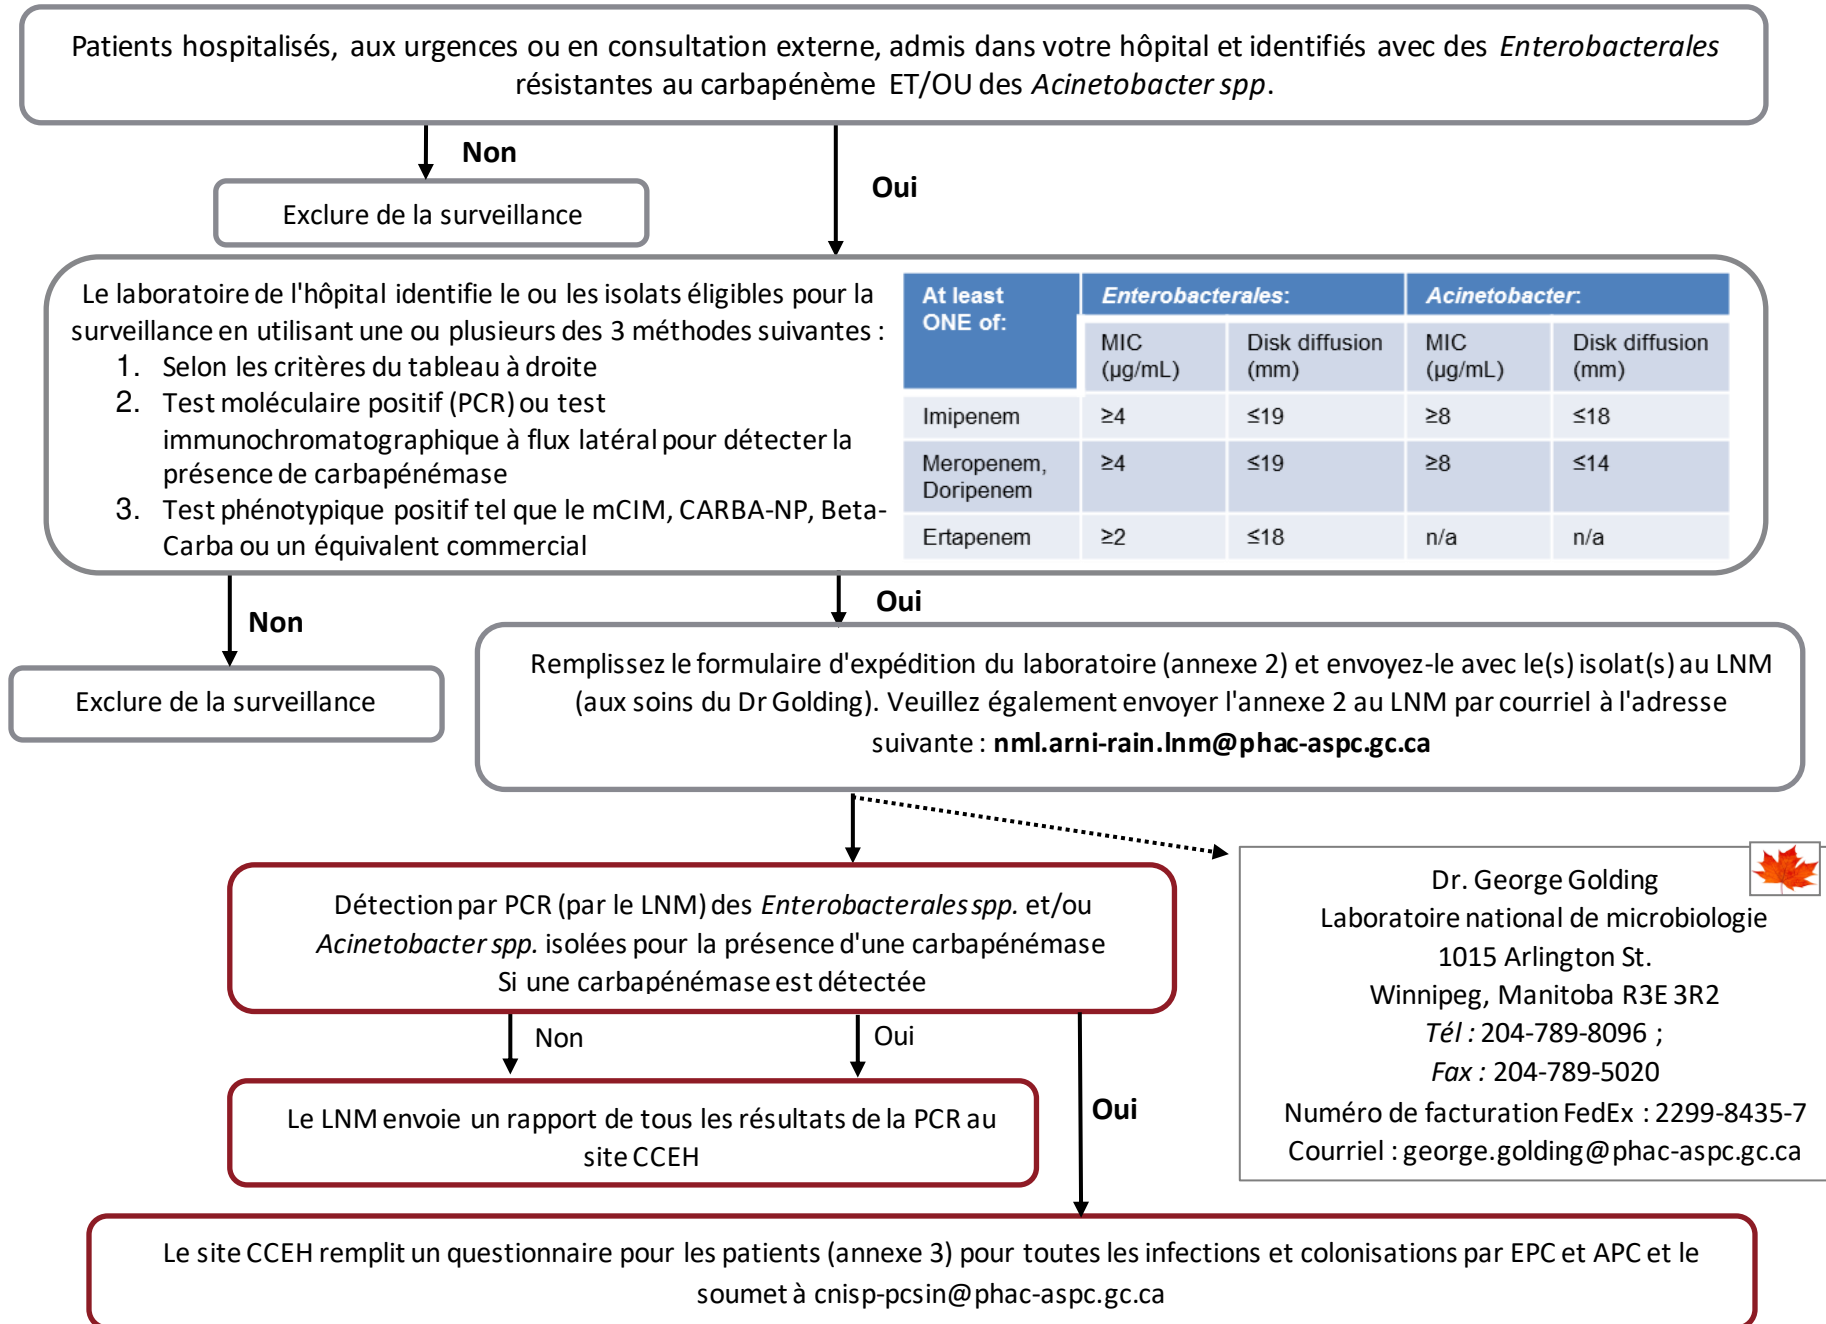 Patients hospitalisés, aux urgences ou en consultation externe, admis dans votre hôpital et identifiés avec des Enterobacterales
résistantes au carbapénème ET/OU des Acinetobacter spp.
Non
Oui
Exclure de la surveillance
Le laboratoire de l'hôpital identifie le ou les isolats éligibles pour la
surveillance en utilisant une ou plusieurs des 3 méthodes suivantes :
1. Selon les critères du tableau à droite
2. Test moléculaire positif (PCR) ou test
immunochromatographique à flux latéral pour détecter la
présence de carbapénémase
3. Test phénotypique positif tel que le mCIM, CARBA-NP, Beta-
Carba ou un équivalent commercial
At least
ONE of:
Enterobacterales:
Acinetobacter:
MIC
(µg/mL)
Disk diffusion
(mm)
MIC
(µg/mL)
Disk diffusion
(mm)
Imipenem ≥4 ≤19 ≥8 ≤18
Meropenem, ≥4 ≤19 ≥8 ≤14
Doripenem
Ertapenem ≥2 ≤18 n/a n/a
Non
Oui
Exclure de la surveillance
Remplissez le formulaire d'expédition du laboratoire (annexe 2) et envoyez-le avec le(s) isolat(s) au LNM
(aux soins du Dr Golding). Veuillez également envoyer l'annexe 2 au LNM par courriel à l'adresse
suivante : nml.arni-rain.lnm@phac-aspc.gc.ca
Détection par PCR (par le LNM) des Enterobacterales spp. et/ou
Acinetobacter spp. isolées pour la présence d'une carbapénémase
Si une carbapénémase est détectée
Dr. George Golding
Laboratoire national de microbiologie
1015 Arlington St.
Winnipeg, Manitoba R3E 3R2
Tél : 204-789-8096 ;
Fax : 204-789-5020
Numéro de facturation FedEx : 2299-8435-7
Courriel : george.golding@phac-aspc.gc.ca
Non
Oui
Oui
Le LNM envoie un rapport de tous les résultats de la PCR au
site CCEH
Le site CCEH remplit un questionnaire pour les patients (annexe 3) pour toutes les infections et colonisations par EPC et APC et le
soumet à cnisp-pcsin@phac-aspc.gc.ca